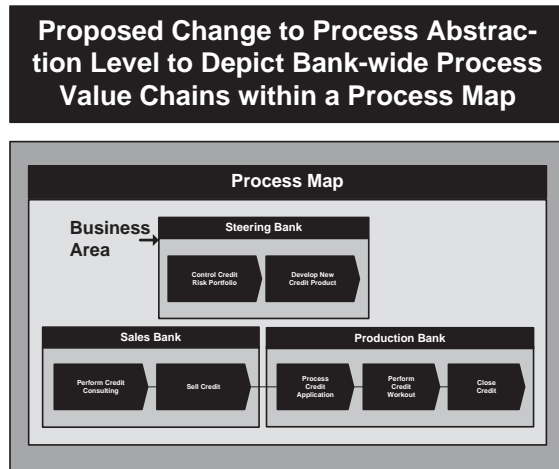 Proposed Change to Process Abstrac-
tion Level to Depict Bank-wide Process
Value Chains within a Process Map
Process Map
Business
Area
Steering Bank
Control Credit
Risk Portfolio
Develop New
Credit Product
Sales Bank
Perform Credit
Consulting
Sell Credit
Production Bank
Process
Credit
Application
Perform
Credit
Workout
Close
Credit